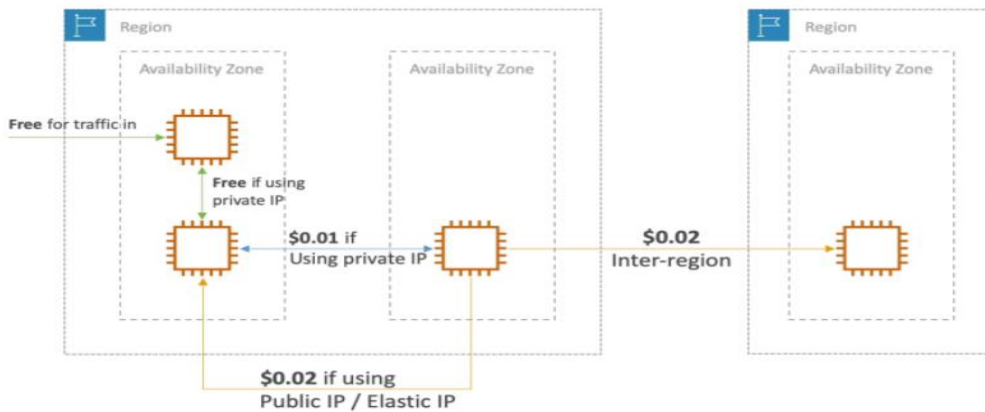 Region
Region
Availability Zone
Availability Zone
Availability Zone
Free for traffic in
Free if using
private IP
$0.01 if
Using private IP
$0.02
Inter-region
$0.02 if using
Public IP / Elastic IP